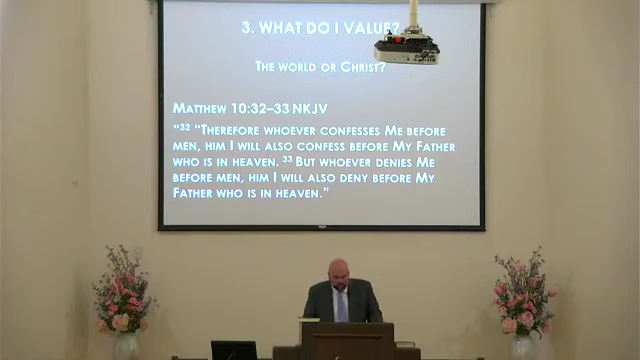 3. WHAT DO I VALUE?
THE WORLD OR CHRIST?
MATTHEW 10:32–33 NKJV
“32 “THEREFORE WHOEVER CONFESSES ME BEFORE
MEN, HIM I WILL ALSO CONFESS BEFORE MY FATHER
WHO IS IN HEAVEN. 33 BUT WHOEVER DENIES ME
BEFORE MEN, HIM I WILL ALSO DENY BEFORE MY
FATHER WHO IS IN HEAVEN.”